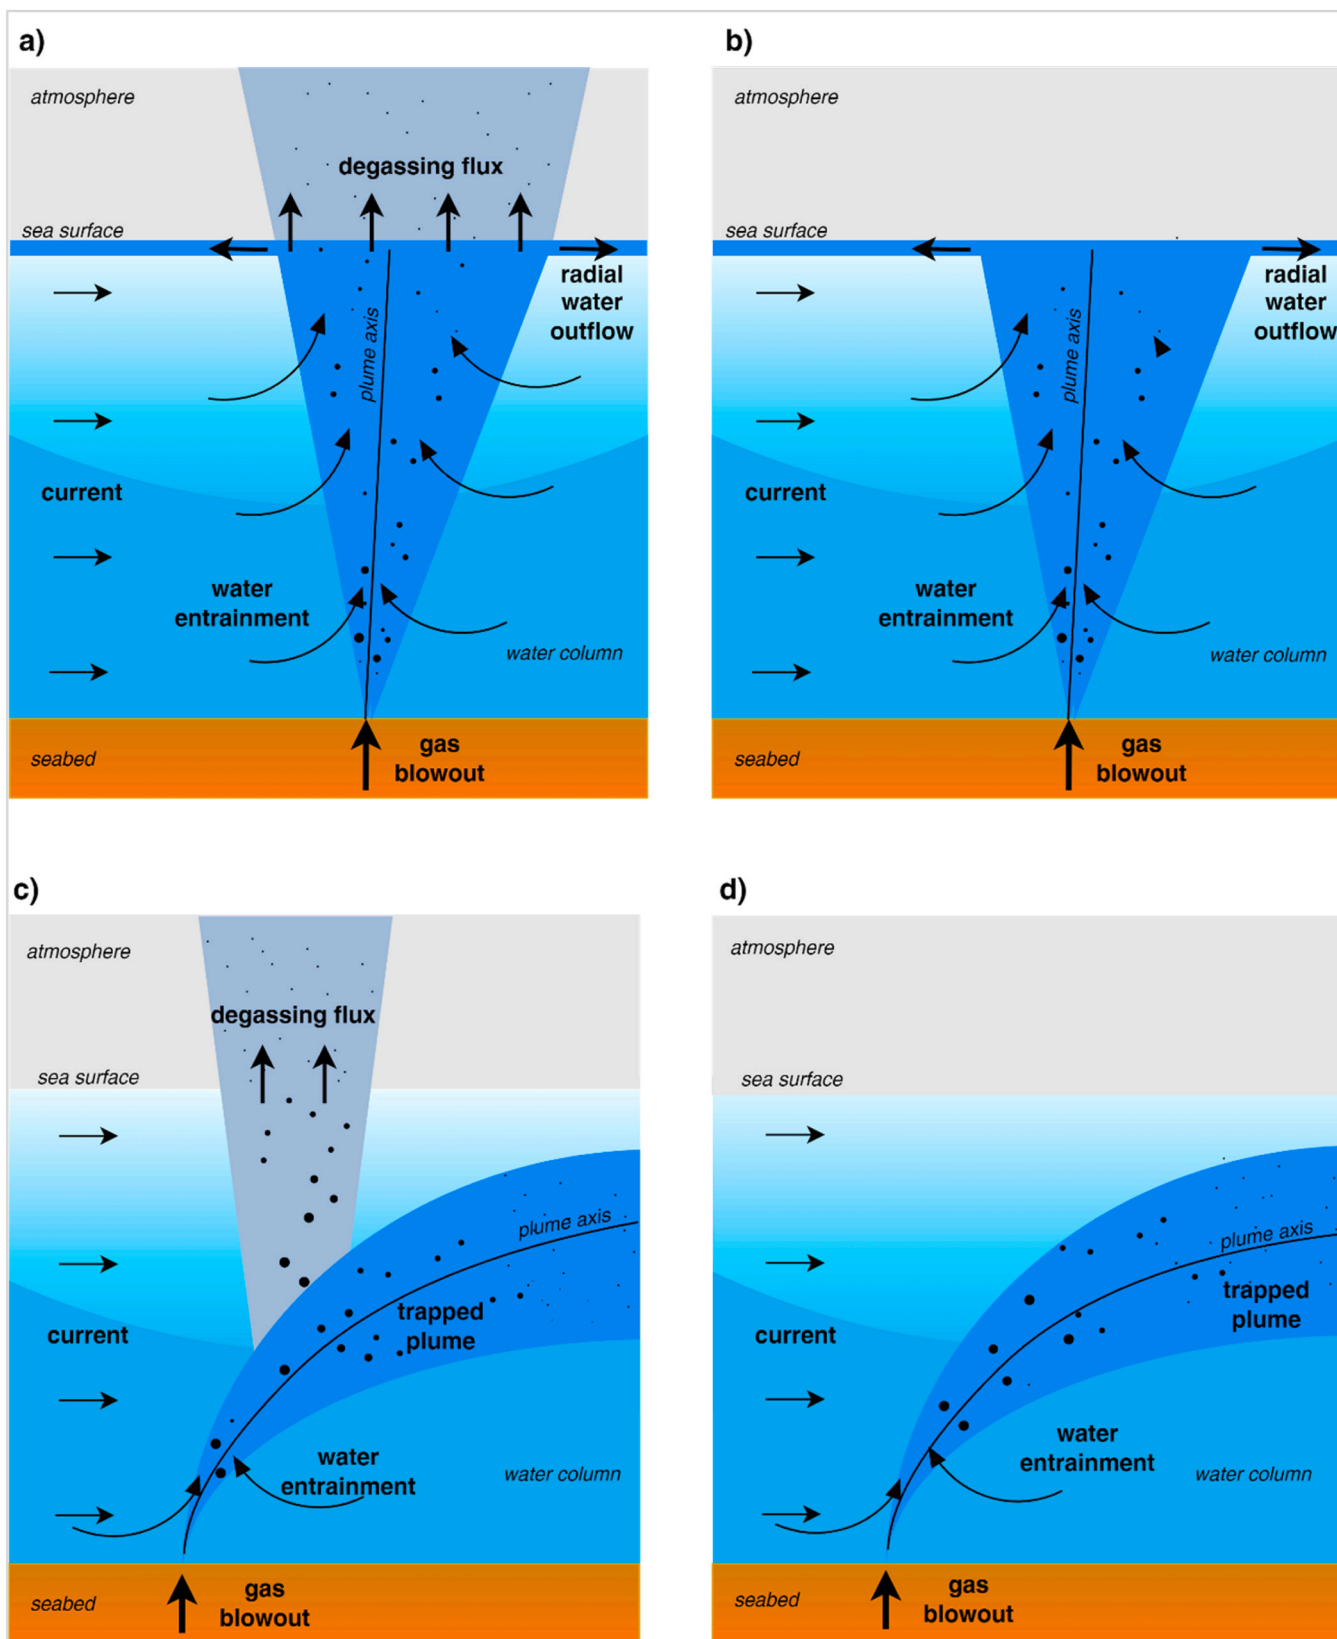 a)
atmosphere
degassing flux
sea surface
radial
water
outflow
plume axis
current
water
entrainment
water column
seabed
gas
blowout
b)
atmosphere
sea surface
radial
water
outflow
plume axis
current
water
entrainment
water column
seabed
gas
blowout
c)
atmosphere
degassing flux
sea surface
plume axis
trapped
plume
current
water
entrainment
water column
seabed
gas
blowout
d)
atmosphere
sea surface
plume axis
trapped
plume
current
water
entrainment
water column
seabed
gas
blowout